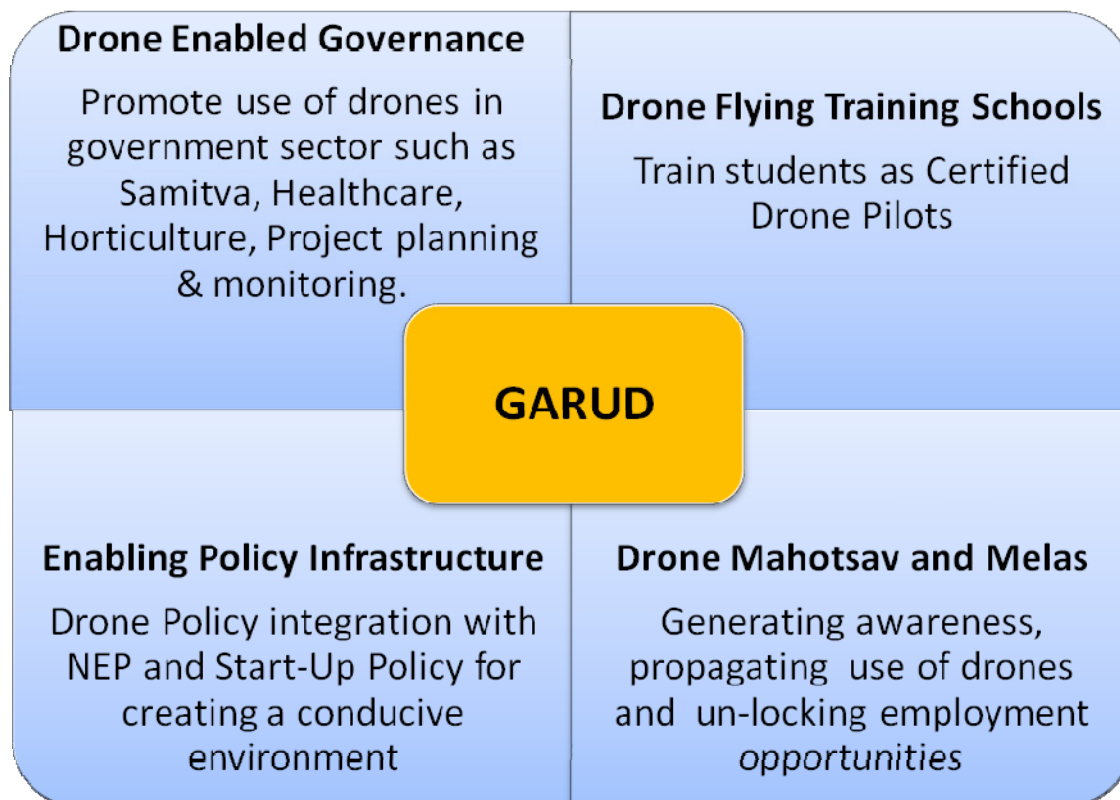 Drone Enabled Governance
Promote use of drones in
government sector such as
Samitva, Healthcare,
Horticulture, Project planning
& monitoring.
Drone Flying Training Schools
Train students as Certified
Drone Pilots
GARUD
Enabling Policy Infrastructure
Drone Policy integration with
NEP and Start-Up Policy for
creating a conducive
environment
Drone Mahotsav and Melas
Generating awareness,
propagating use of drones
and un-locking employment
opportunities